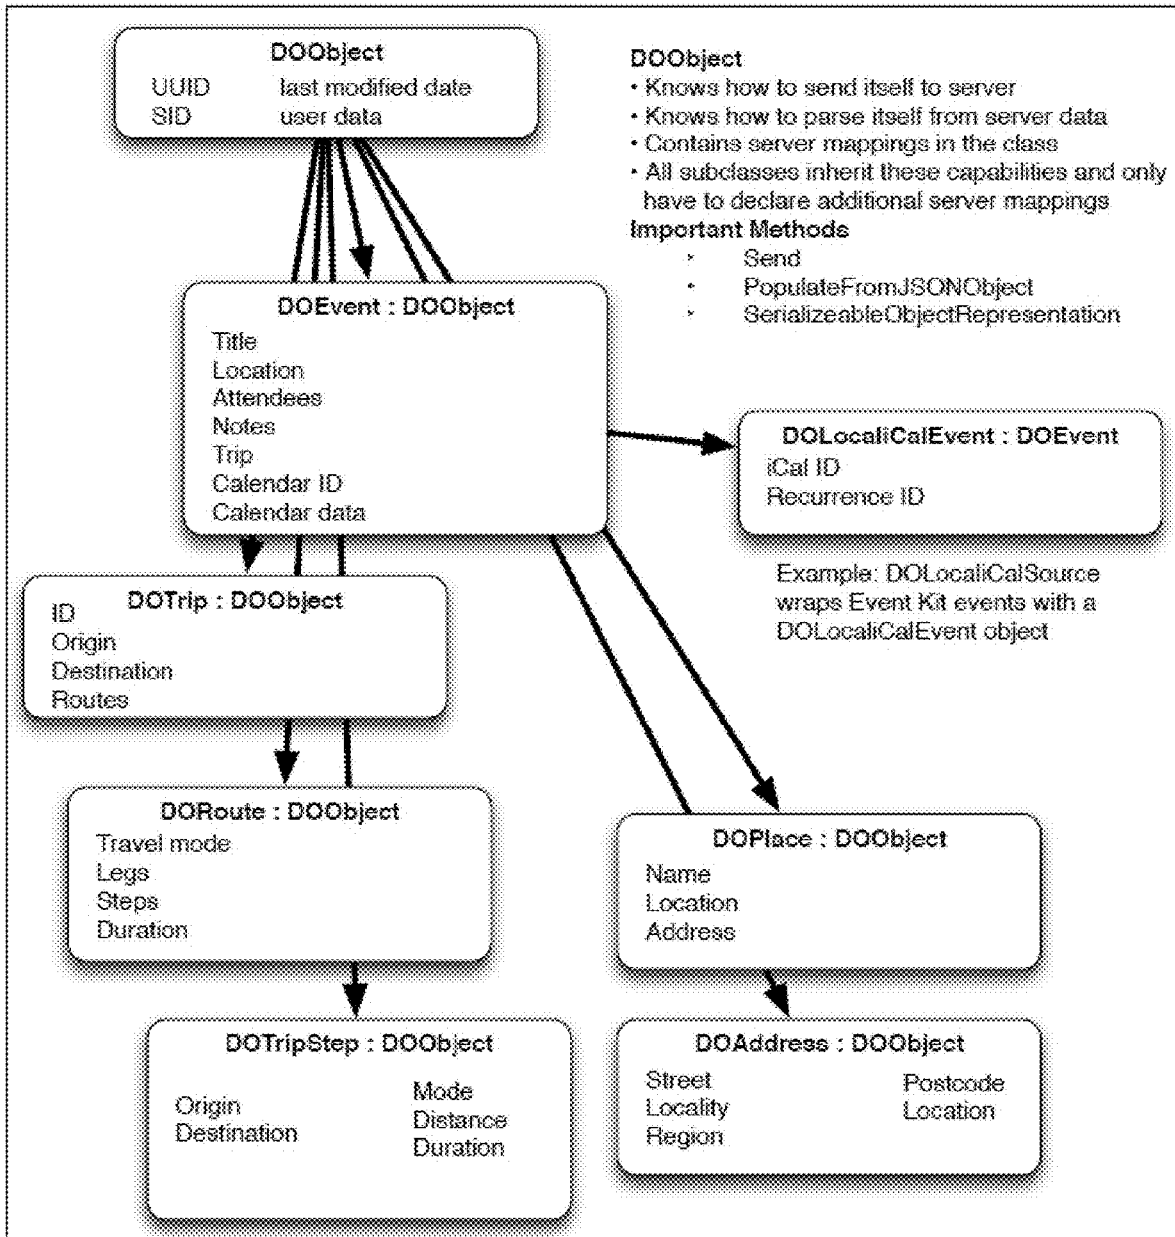 DOObject
UUID last modified date
SID user data
DOObject
• Knows how to send itself to server
• Knows how to parse itself from server data
• Contains server mappings in the class
• All subclasses inherit these capabilities and only
have to declare additional server mappings
Important Methods
• Send
• PopulateFromJSONObject
• SerializeableObjectRepresentation
DOEvent : DOObject
Title
Location
Attendees
Notes
Trip
Calendar ID
Calendar data
DOLocaliCalEvent : DOEvent
iCal ID
Recurrence ID
Example: DOLocaliCalSource
wraps Event Kit events with a
DOLocaliCalEvent object
DOTrip : DOObject
ID
Origin
Destination
Routes
DORoute : DOObject
Travel mode
Legs
Steps
Duration
DOPlace : DOObject
Name
Location
Address
DOTripStep : DOObject
Origin
Destination
Mode
Distance
Duration
DOAddress : DOObject
Street
Locality
Region
Postcode
Location